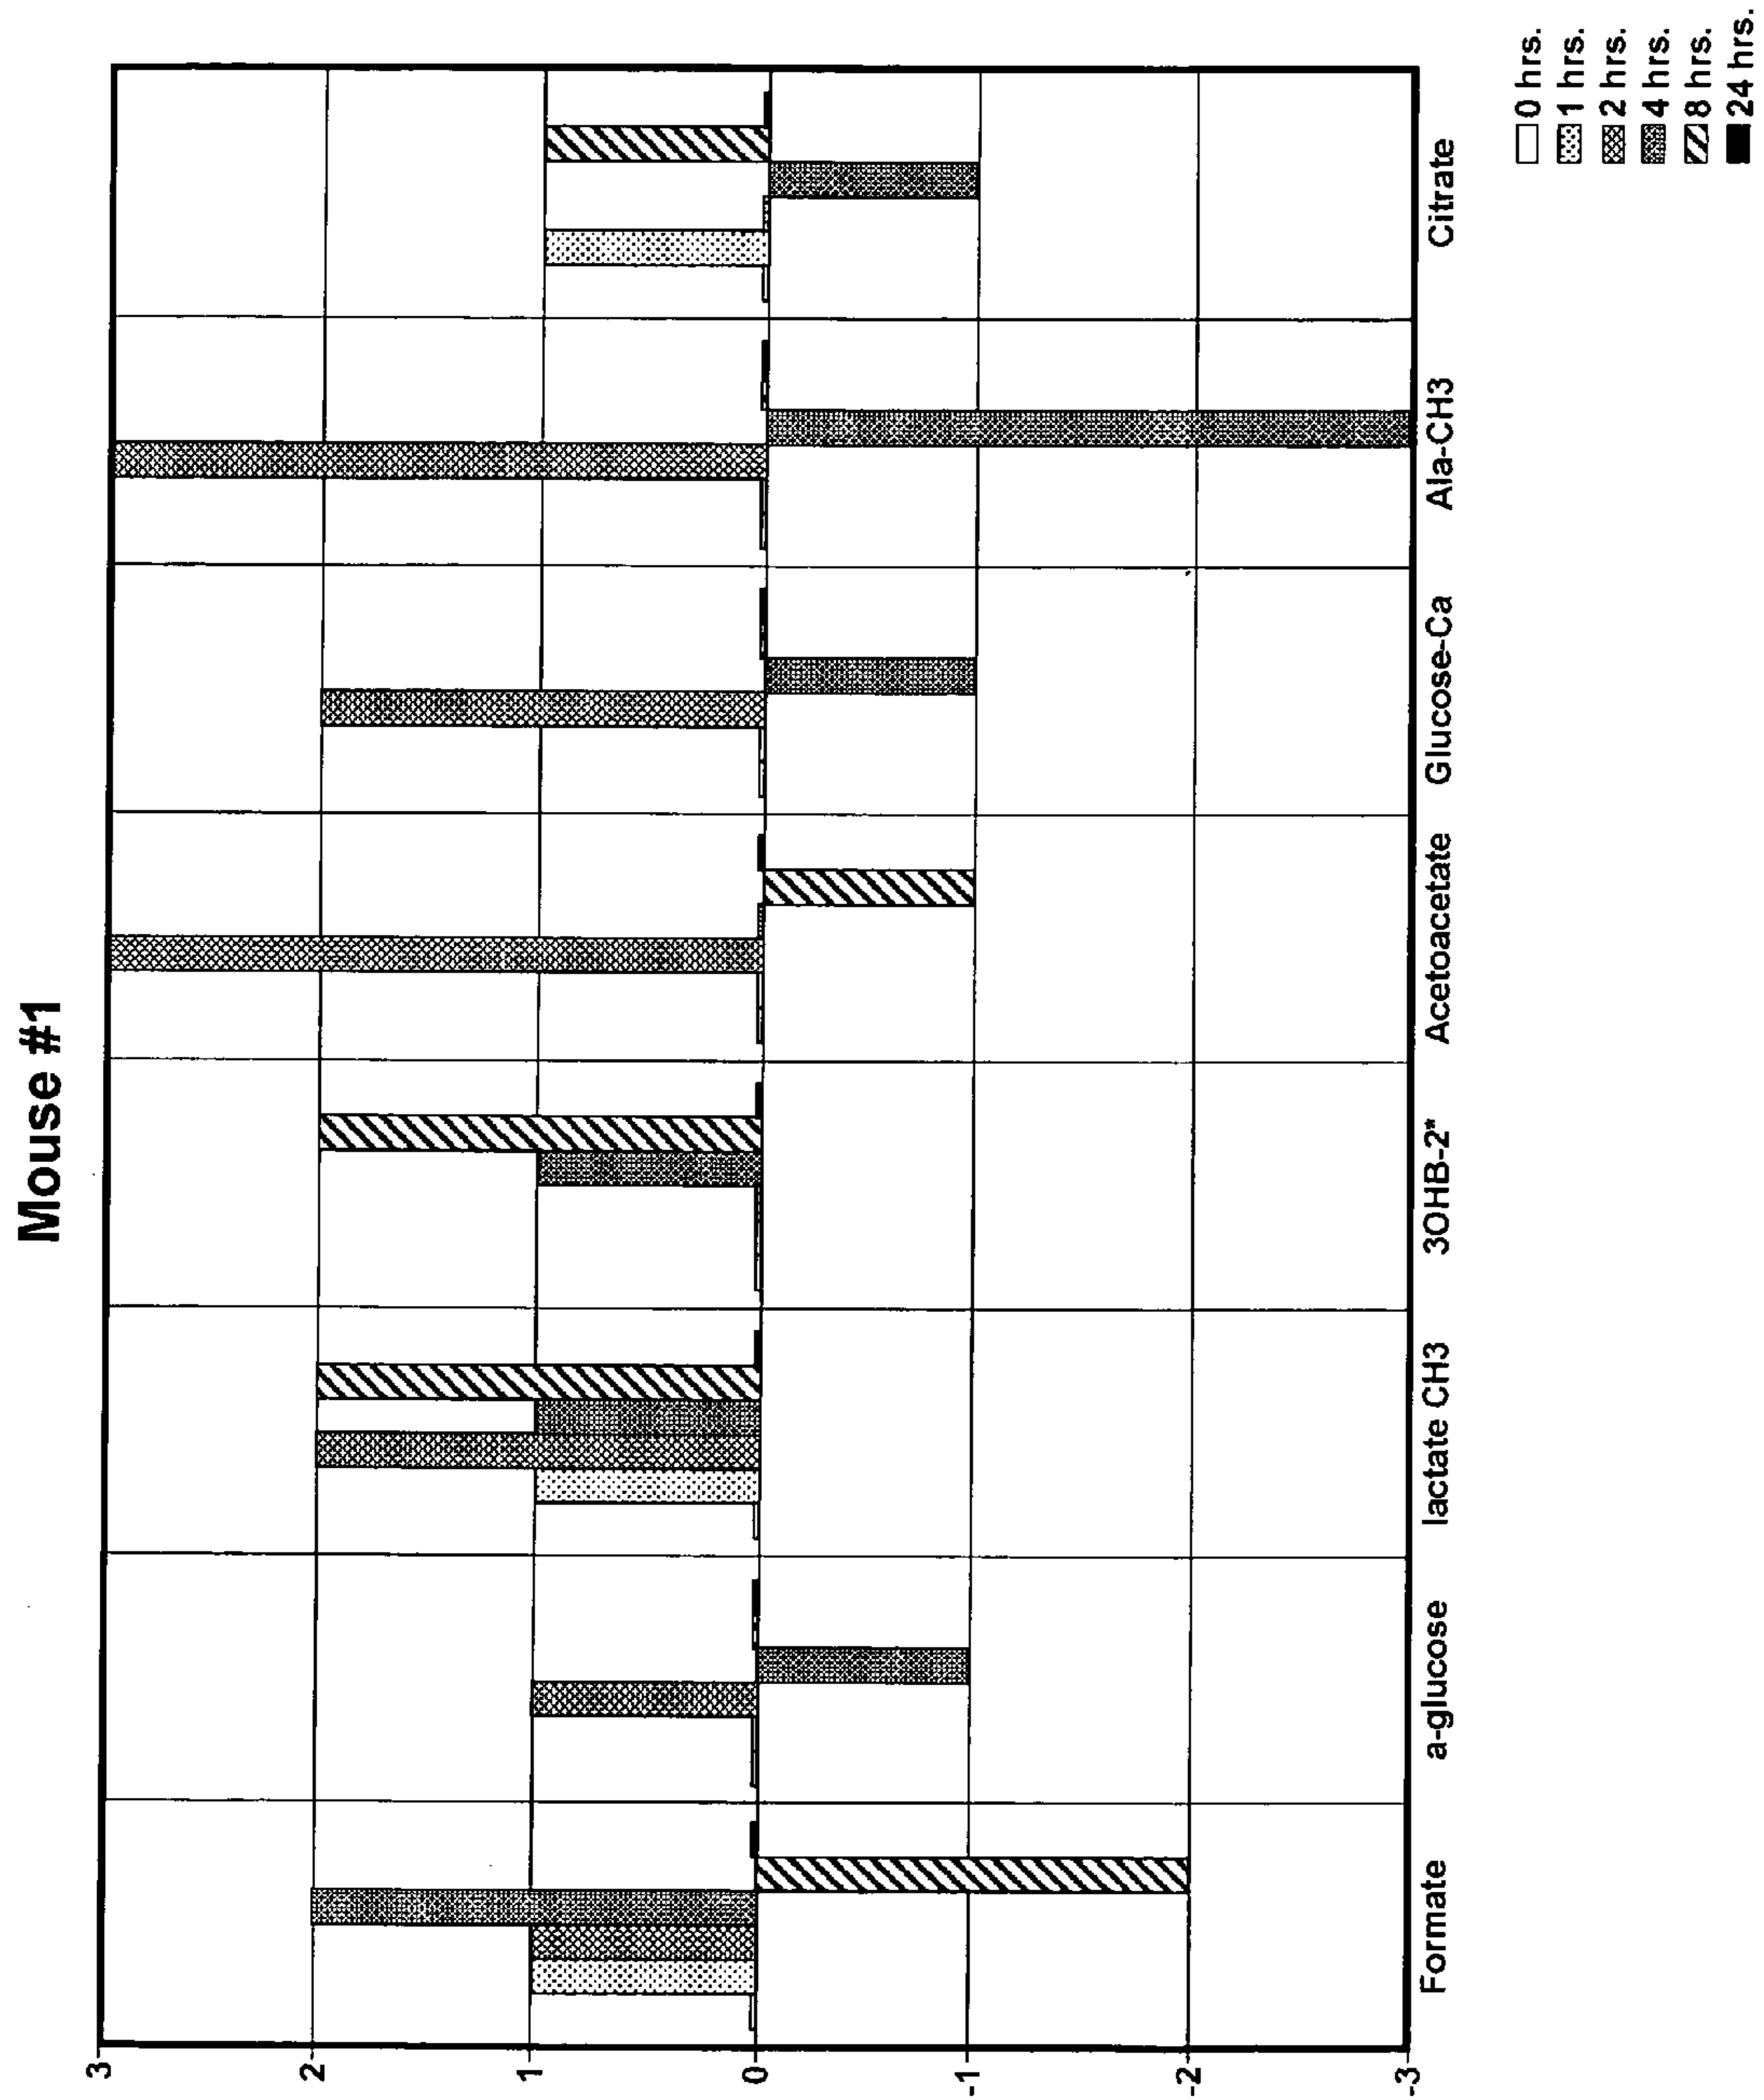 Mouse #1
3
2
1
0
-1
-2
-3
Formate
a-glucose
lactate CH3
3OHB-2*
Acetoacetate
Glucose-Ca
Ala-CH3
Citrate
0 hrs.
1 hrs.
2 hrs.
4 hrs.
8 hrs.
24 hrs.